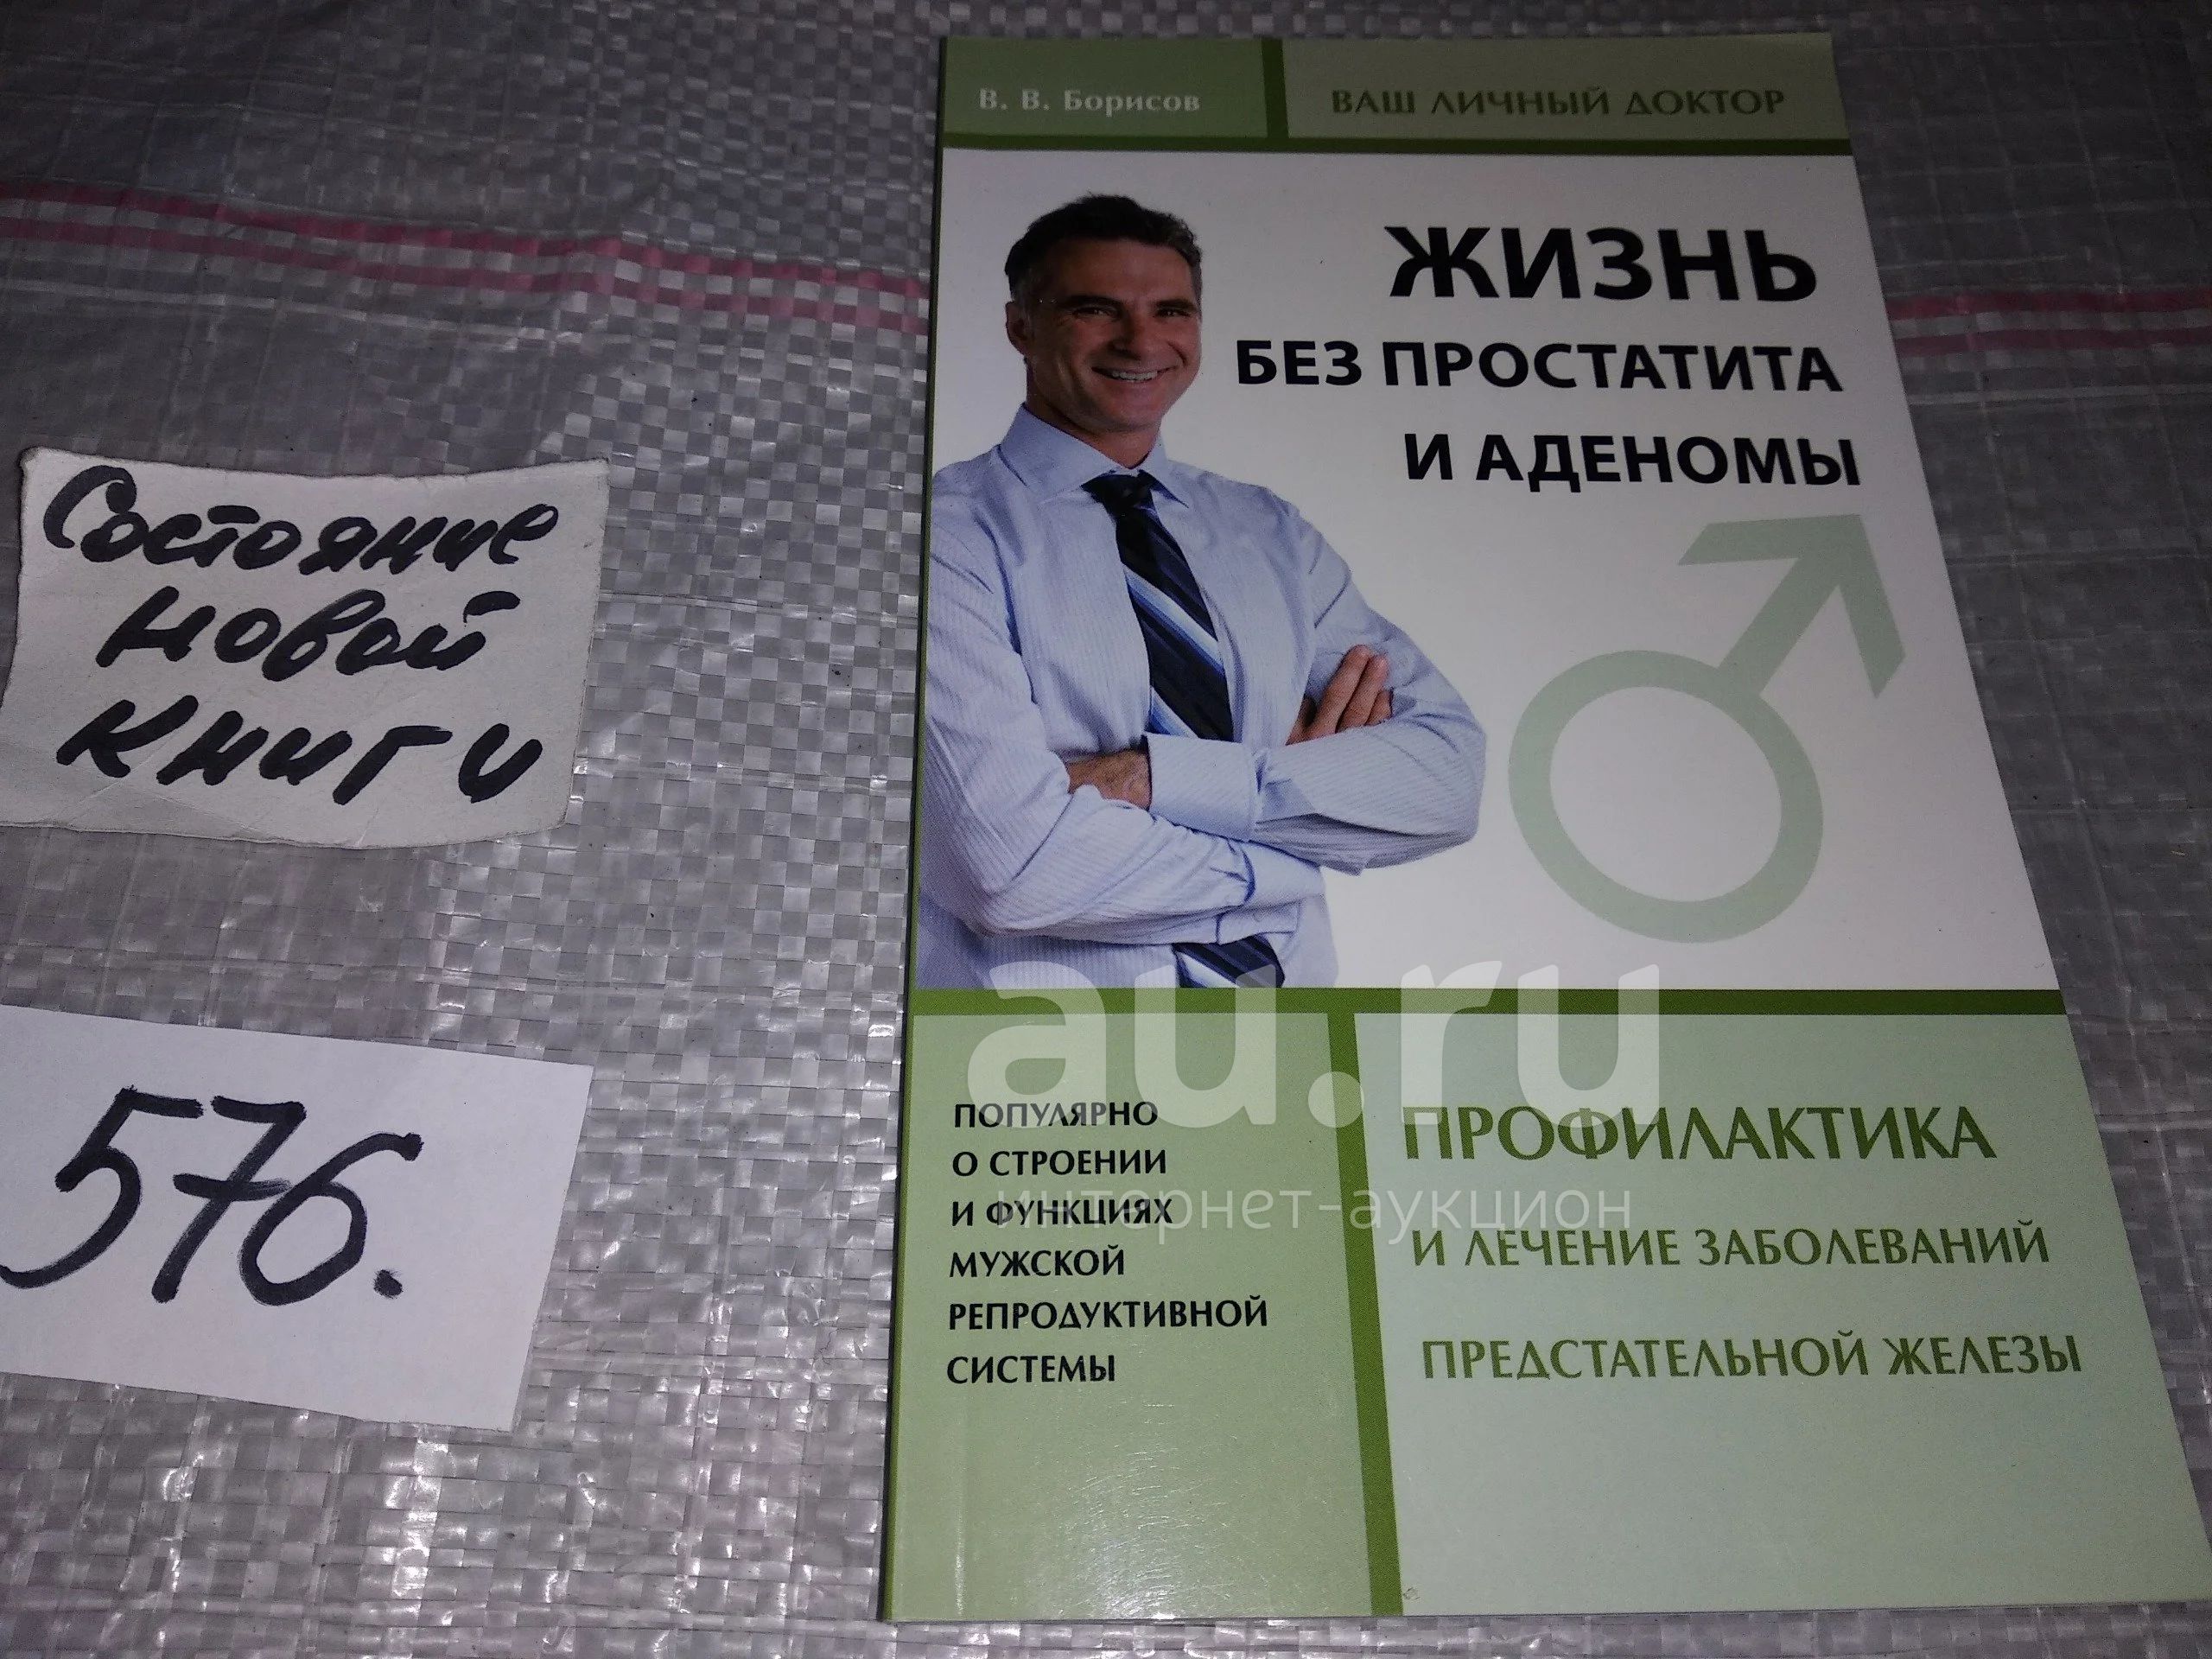 В. В. Борисов
ВАШ ЛИЧНЫЙ ДОКТОР
ЖИЗНЬ
БЕЗ ПРОСТАТИТА
И АДЕНОМЫ
Состояние
новой
книги
576.
au.ru
интернет-аукцион
ПОПУЛЯРНО
О СТРОЕНИИ
И ФУНКЦИЯХ
МУЖСКОЙ
РЕПРОДУКТИВНОЙ
СИСТЕМЫ
ПРОФИЛАКТИКА
И ЛЕЧЕНИЕ ЗАБОЛЕВАНИЙ
ПРЕДСТАТЕЛЬНОЙ ЖЕЛЕЗЫ